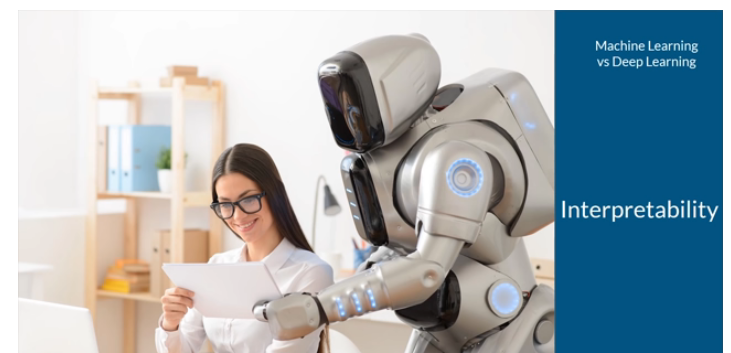 Machine Learning
vs Deep Learning
Interpretability